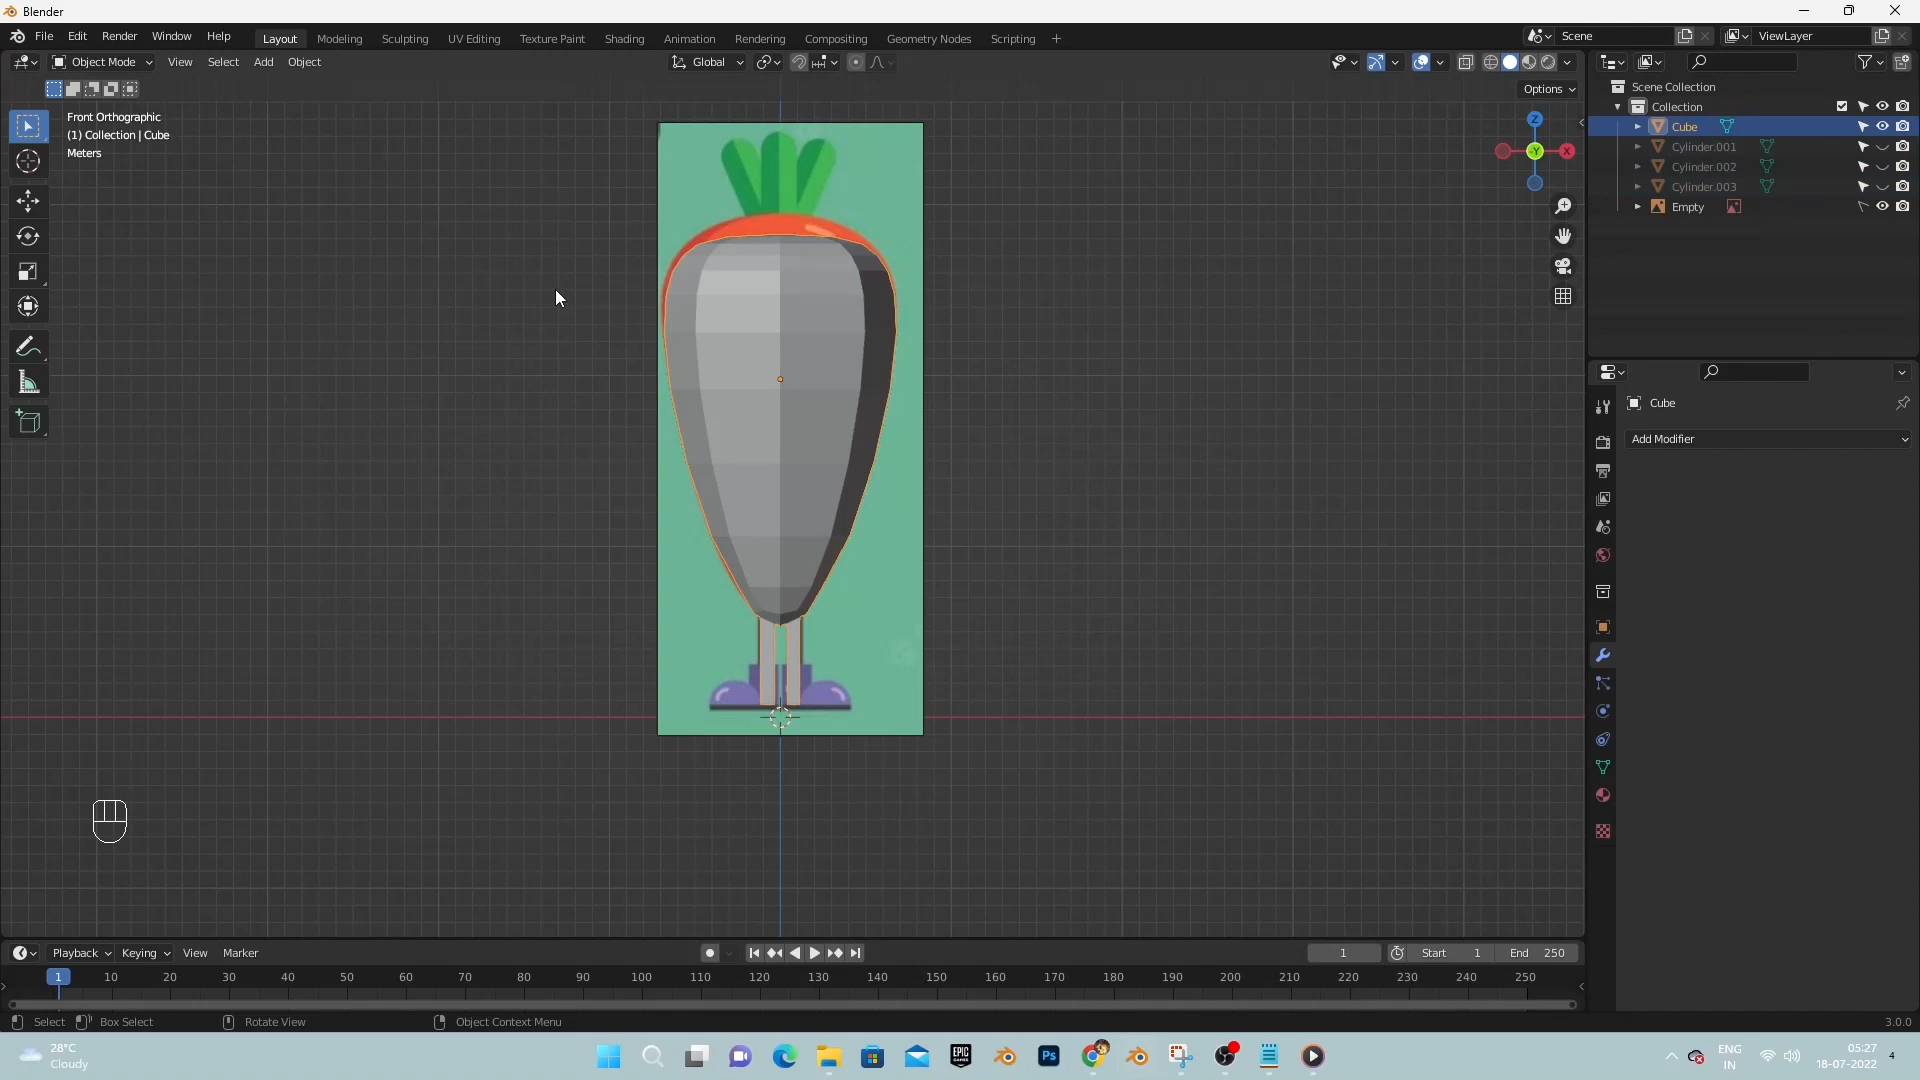 Blender
File Edit Render Window Help Layout Modeling Sculpting UV Editing Texture Paint Shading Animation Rendering Compositing Geometry Nodes Scripting + Scene ViewLayer
Object Mode View Select Add Object Global
Options
Front Orthographic
(1) Collection | Cube
Meters
Z
-Y
X
Scene Collection
Collection
Cube
Cylinder.001
Cylinder.002
Cylinder.003
Empty
Cube
Add Modifier
Playback Keying View Marker 1 Start 1 End 250
1 10 20 30 40 50 60 70 80 90 100 110 120 130 140 150 160 170 180 190 200 210 220 230 240 250
Select Box Select Rotate View Object Context Menu 3.0.0
28°C
Cloudy
EPIC
GAMES
Ps
ENG
IN
05:27
18-07-2022
4